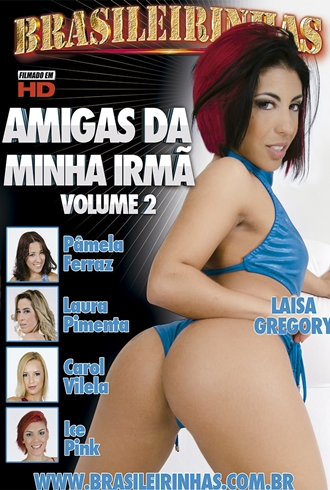 BRASILEIRINHAS
FILMADO EM
HD
AMIGAS DA
MINHA IRMÃ
VOLUME 2
Pâmela
Ferraz
Laura
Pimenta
Carol
Vilela
Ice
Pink
LAISA
GREGORY
WWW.BRASILEIRINHAS.COM.BR